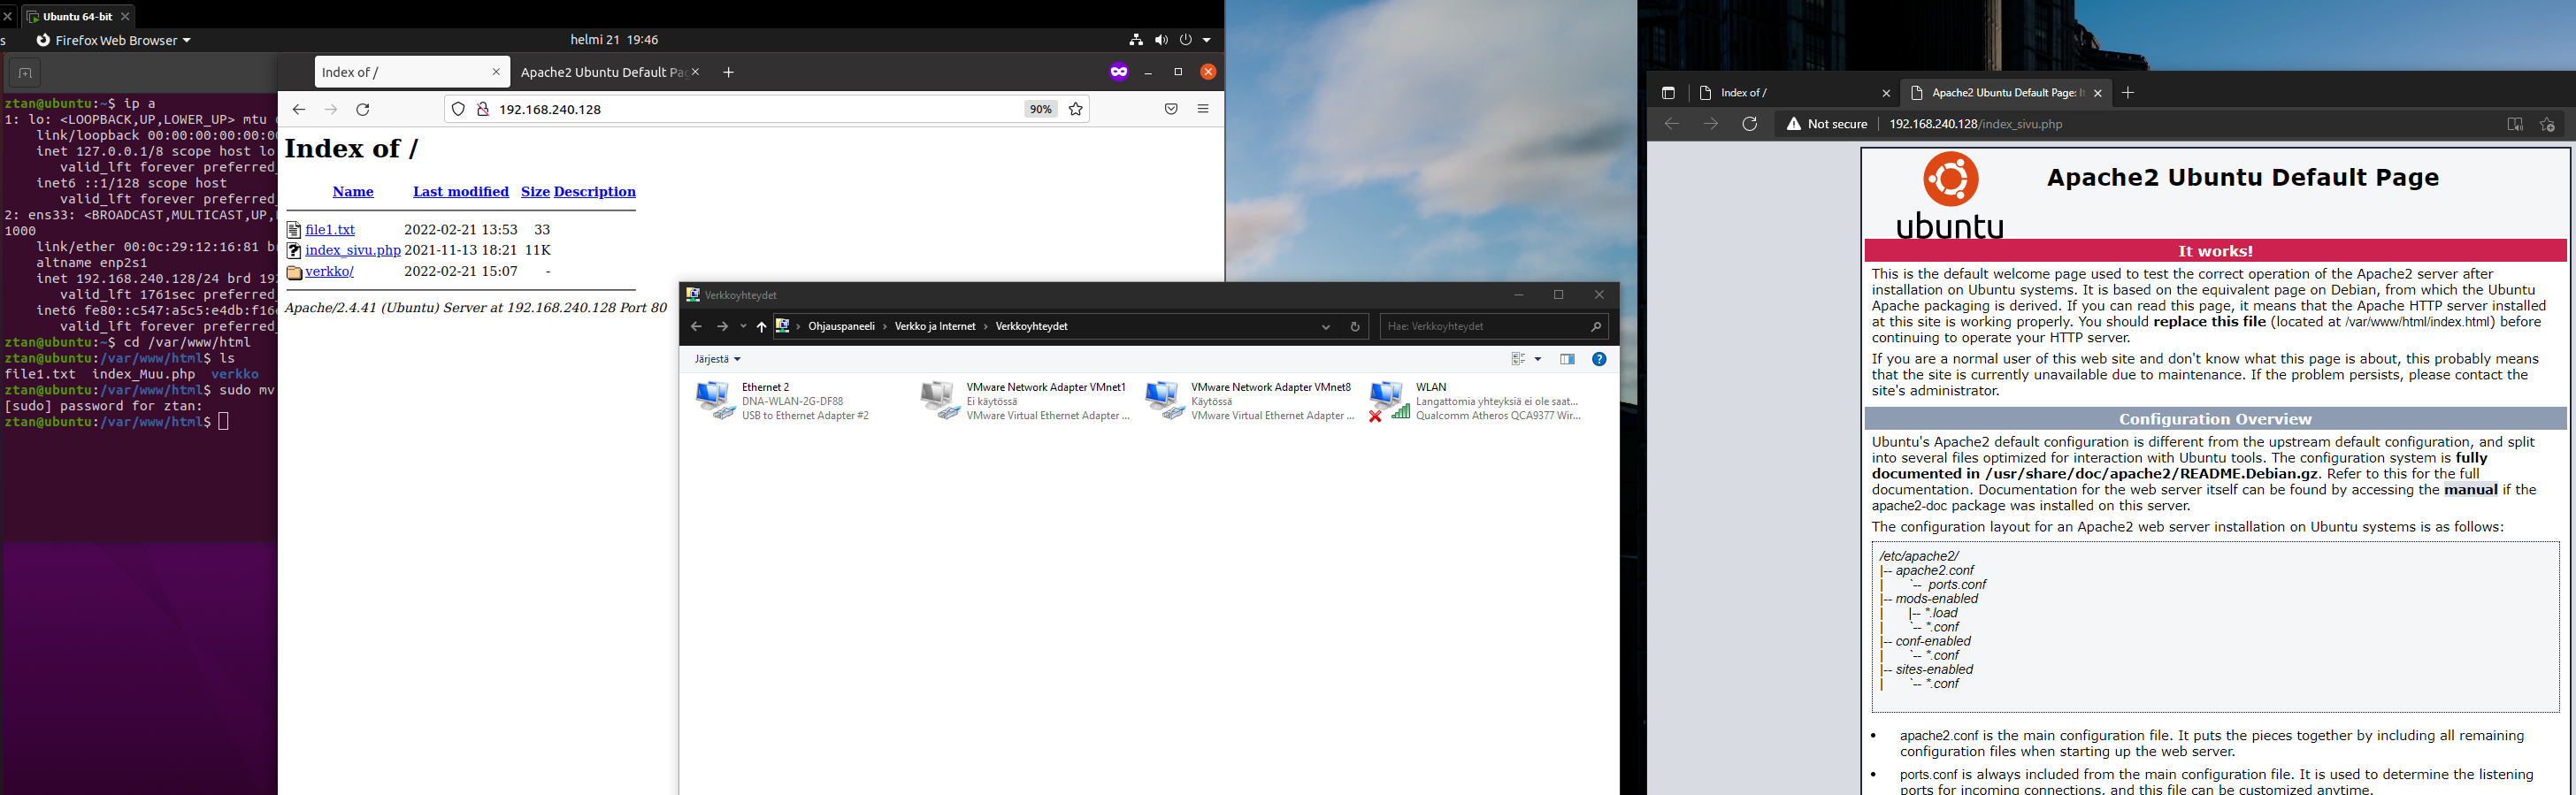 Ubuntu 64-bit
s Firefox Web Browser
helmi 21 19:46
ztan@ubuntu:~$ ip a
1: lo: <LOOPBACK,UP,LOWER_UP> mtu
link/loopback 00:00:00:00:00:00
inet 127.0.0.1/8 scope host lo
valid_lft forever preferred_
inet6 ::1/128 scope host
valid_lft forever preferred_
2: ens33: <BROADCAST,MULTICAST,UP,
1000
link/ether 00:0c:29:12:16:81 br
altname enp2s1
inet 192.168.240.128/24 brd 192
valid_lft 1761sec preferred_
inet6 fe80::c547:a5c5:e4db:f16
valid_lft forever preferred_
ztan@ubuntu:~$ cd /var/www/html
ztan@ubuntu:/var/www/html$ ls
file1.txt index_Muu.php verkko
ztan@ubuntu:/var/www/html$ sudo mv
[sudo] password for ztan:
ztan@ubuntu:/var/www/html$
Index of /
Apache2 Ubuntu Default Pa
192.168.240.128
90%
Index of /
Name Last modified Size Description
file1.txt 2022-02-21 13:53 33
index_sivu.php 2021-11-13 18:21 11K
verkko/ 2022-02-21 15:07 -
Apache/2.4.41 (Ubuntu) Server at 192.168.240.128 Port 80
Verkkoyhteydet
Ohjauspaneeli › Verkko ja Internet › Verkkoyhteydet
Hae: Verkkoyhteydet
Järjestä
Ethernet 2
DNA-WLAN-2G-DF88
USB to Ethernet Adapter #2
VMware Network Adapter VMnet1
Ei käytössä
VMware Virtual Ethernet Adapter ...
VMware Network Adapter VMnet8
Käytössä
VMware Virtual Ethernet Adapter ...
WLAN
Langattomia yhteyksiä ei ole saat...
Qualcomm Atheros QCA9377 Wir...
Index of /
Apache2 Ubuntu Default Page: I
Not secure
192.168.240.128/index_sivu.php
ubuntu
Apache2 Ubuntu Default Page
It works!
This is the default welcome page used to test the correct operation of the Apache2 server after
installation on Ubuntu systems. It is based on the equivalent page on Debian, from which the Ubuntu
Apache packaging is derived. If you can read this page, it means that the Apache HTTP server installed
at this site is working properly. You should replace this file (located at /var/www/html/index.html) before
continuing to operate your HTTP server.
If you are a normal user of this web site and don't know what this page is about, this probably means
that the site is currently unavailable due to maintenance. If the problem persists, please contact the
site's administrator.
Configuration Overview
Ubuntu's Apache2 default configuration is different from the upstream default configuration, and split
into several files optimized for interaction with Ubuntu tools. The configuration system is fully
documented in /usr/share/doc/apache2/README.Debian.gz. Refer to this for the full
documentation. Documentation for the web server itself can be found by accessing the manual if the
apache2-doc package was installed on this server.
The configuration layout for an Apache2 web server installation on Ubuntu systems is as follows:
/etc/apache2/
|-- apache2.conf
| `-- ports.conf
|-- mods-enabled
| |-- *.load
| `-- *.conf
|-- conf-enabled
| `-- *.conf
|-- sites-enabled
| `-- *.conf
• apache2.conf is the main configuration file. It puts the pieces together by including all remaining
configuration files when starting up the web server.
• ports.conf is always included from the main configuration file. It is used to determine the listening
ports for incoming connections, and this file can be customized anytime.